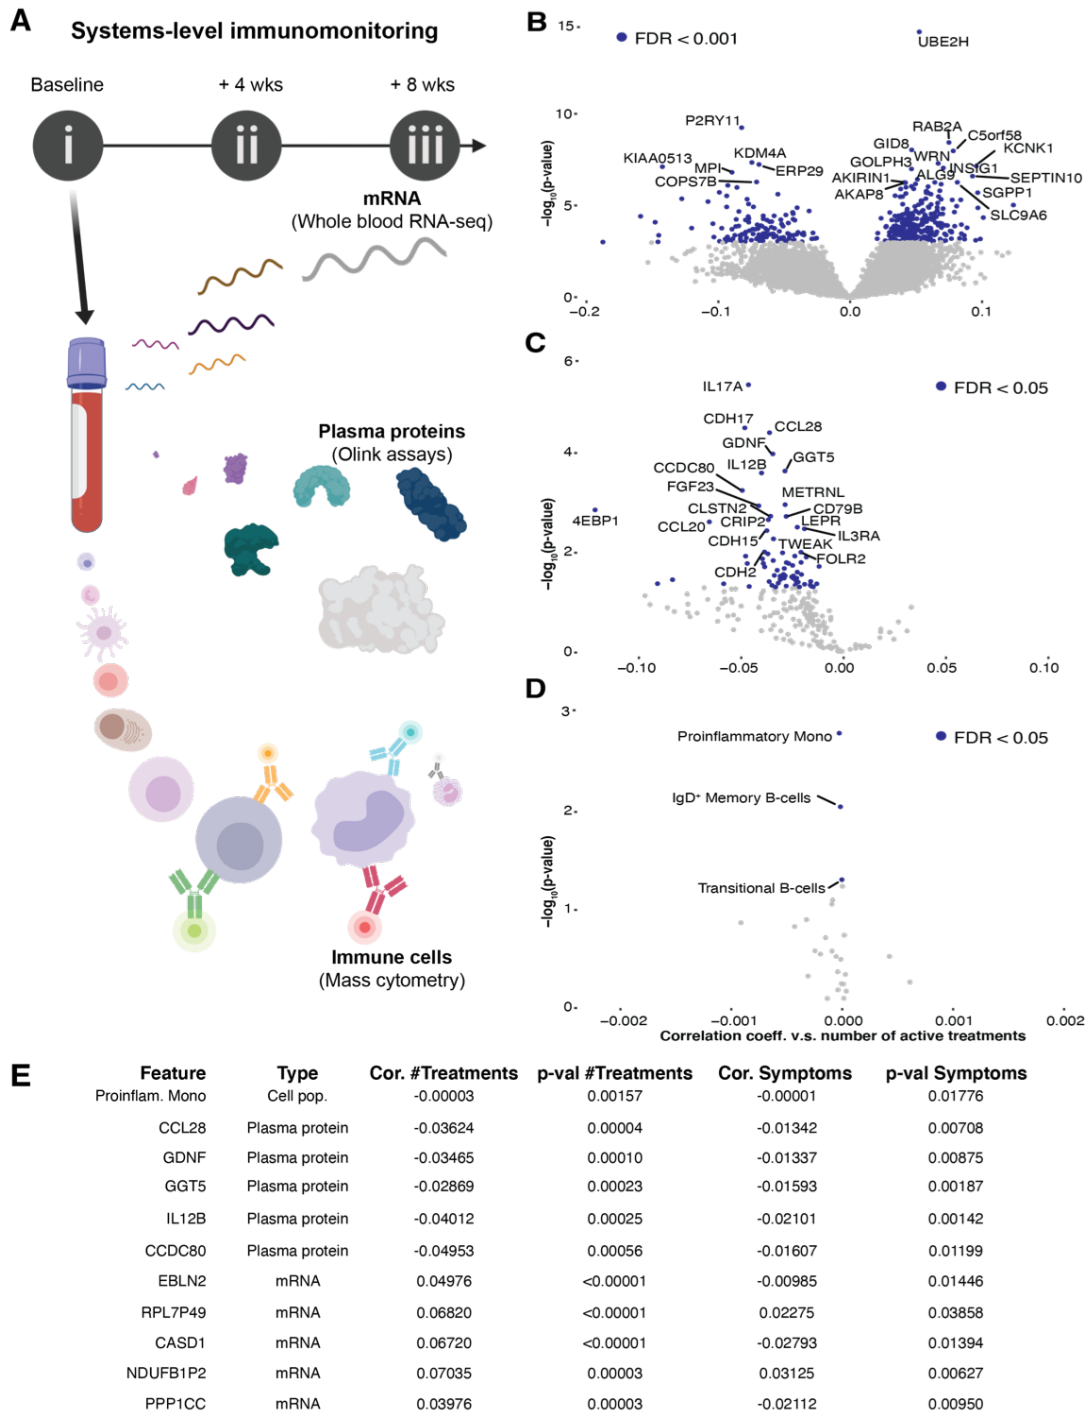 A
Systems-level immunomonitoring
Baseline
+ 4 wks
+ 8 wks
i
ii
iii
mRNA
(Whole blood RNA-seq)
Plasma proteins
(Olink assays)
Immune cells
(Mass cytometry)
B
15
10
5
0
−log10(p-value)
FDR < 0.001
UBE2H
P2RY11
RAB2A
C5orf58
GID8
KCNK1
KIAA0513
KDM4A
WRN
GOLPH3
INSIG1
MPI
ERP29
ALG9
SEPTIN10
COPS7B
AKIRIN1
SGPP1
AKAP8
SLC9A6
−0.2
−0.1
0.0
0.1
C
6
4
2
0
−log10(p-value)
FDR < 0.05
IL17A
CDH17
CCL28
GDNF
GGT5
IL12B
CCDC80
FGF23
METRNL
CLSTN2
CD79B
4EBP1
CCL20
CRIP2
LEPR
IL3RA
CDH15
TWEAK
FOLR2
CDH2
−0.10
−0.05
0.00
0.05
0.10
D
3
2
1
0
−log10(p-value)
FDR < 0.05
Proinflammatory Mono
IgD+ Memory B-cells
Transitional B-cells
−0.002
−0.001
0.000
0.001
0.002
Correlation coeff. v.s. number of active treatments
E
Feature Type Cor. #Treatments p-val #Treatments Cor. Symptoms p-val Symptoms
Proinflam. Mono Cell pop. -0.00003 0.00157 -0.00001 0.01776
CCL28 Plasma protein -0.03624 0.00004 -0.01342 0.00708
GDNF Plasma protein -0.03465 0.00010 -0.01337 0.00875
GGT5 Plasma protein -0.02869 0.00023 -0.01593 0.00187
IL12B Plasma protein -0.04012 0.00025 -0.02101 0.00142
CCDC80 Plasma protein -0.04953 0.00056 -0.01607 0.01199
EBLN2 mRNA 0.04976 <0.00001 -0.00985 0.01446
RPL7P49 mRNA 0.06820 <0.00001 0.02275 0.03858
CASD1 mRNA 0.06720 <0.00001 -0.02793 0.01394
NDUFB1P2 mRNA 0.07035 0.00003 0.03125 0.00627
PPP1CC mRNA 0.03976 0.00003 -0.02112 0.00950